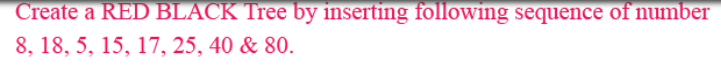 Create a RED BLACK Tree by inserting following sequence of number
8, 18, 5, 15, 17, 25, 40 & 80.